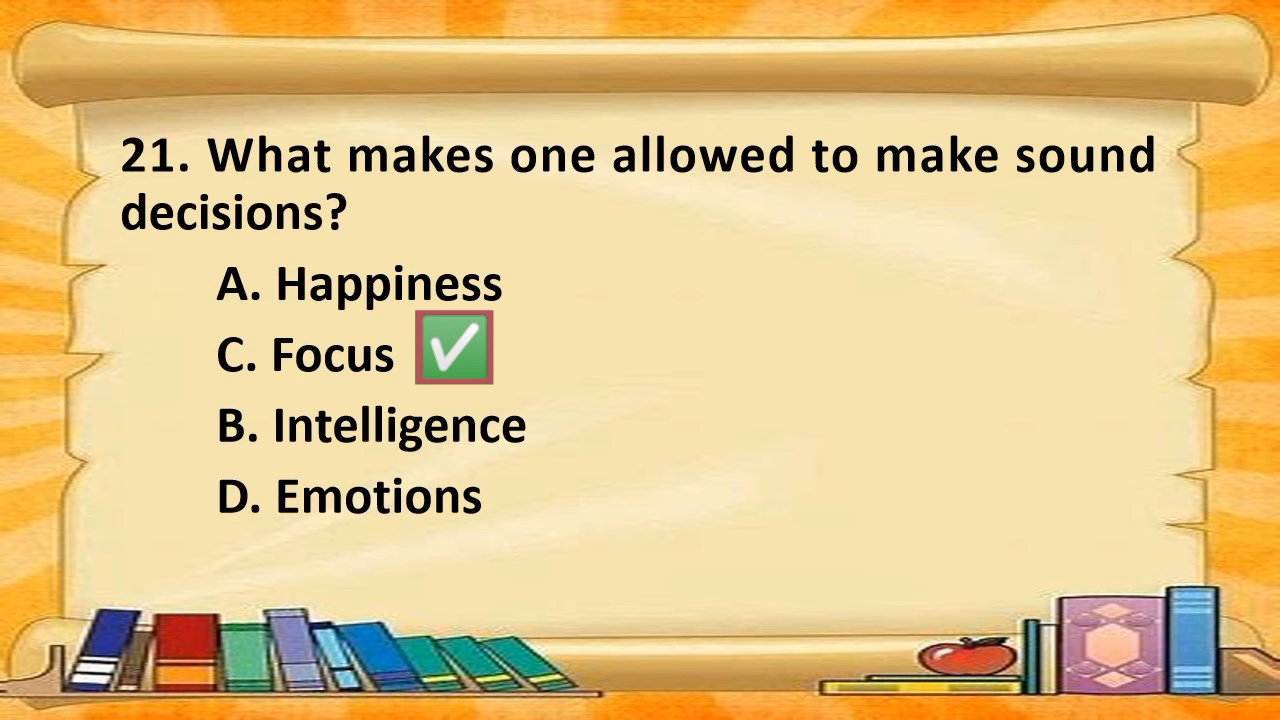 21. What makes one allowed to make sound
decisions?
A. Happiness
C. Focus ✅
B. Intelligence
D. Emotions